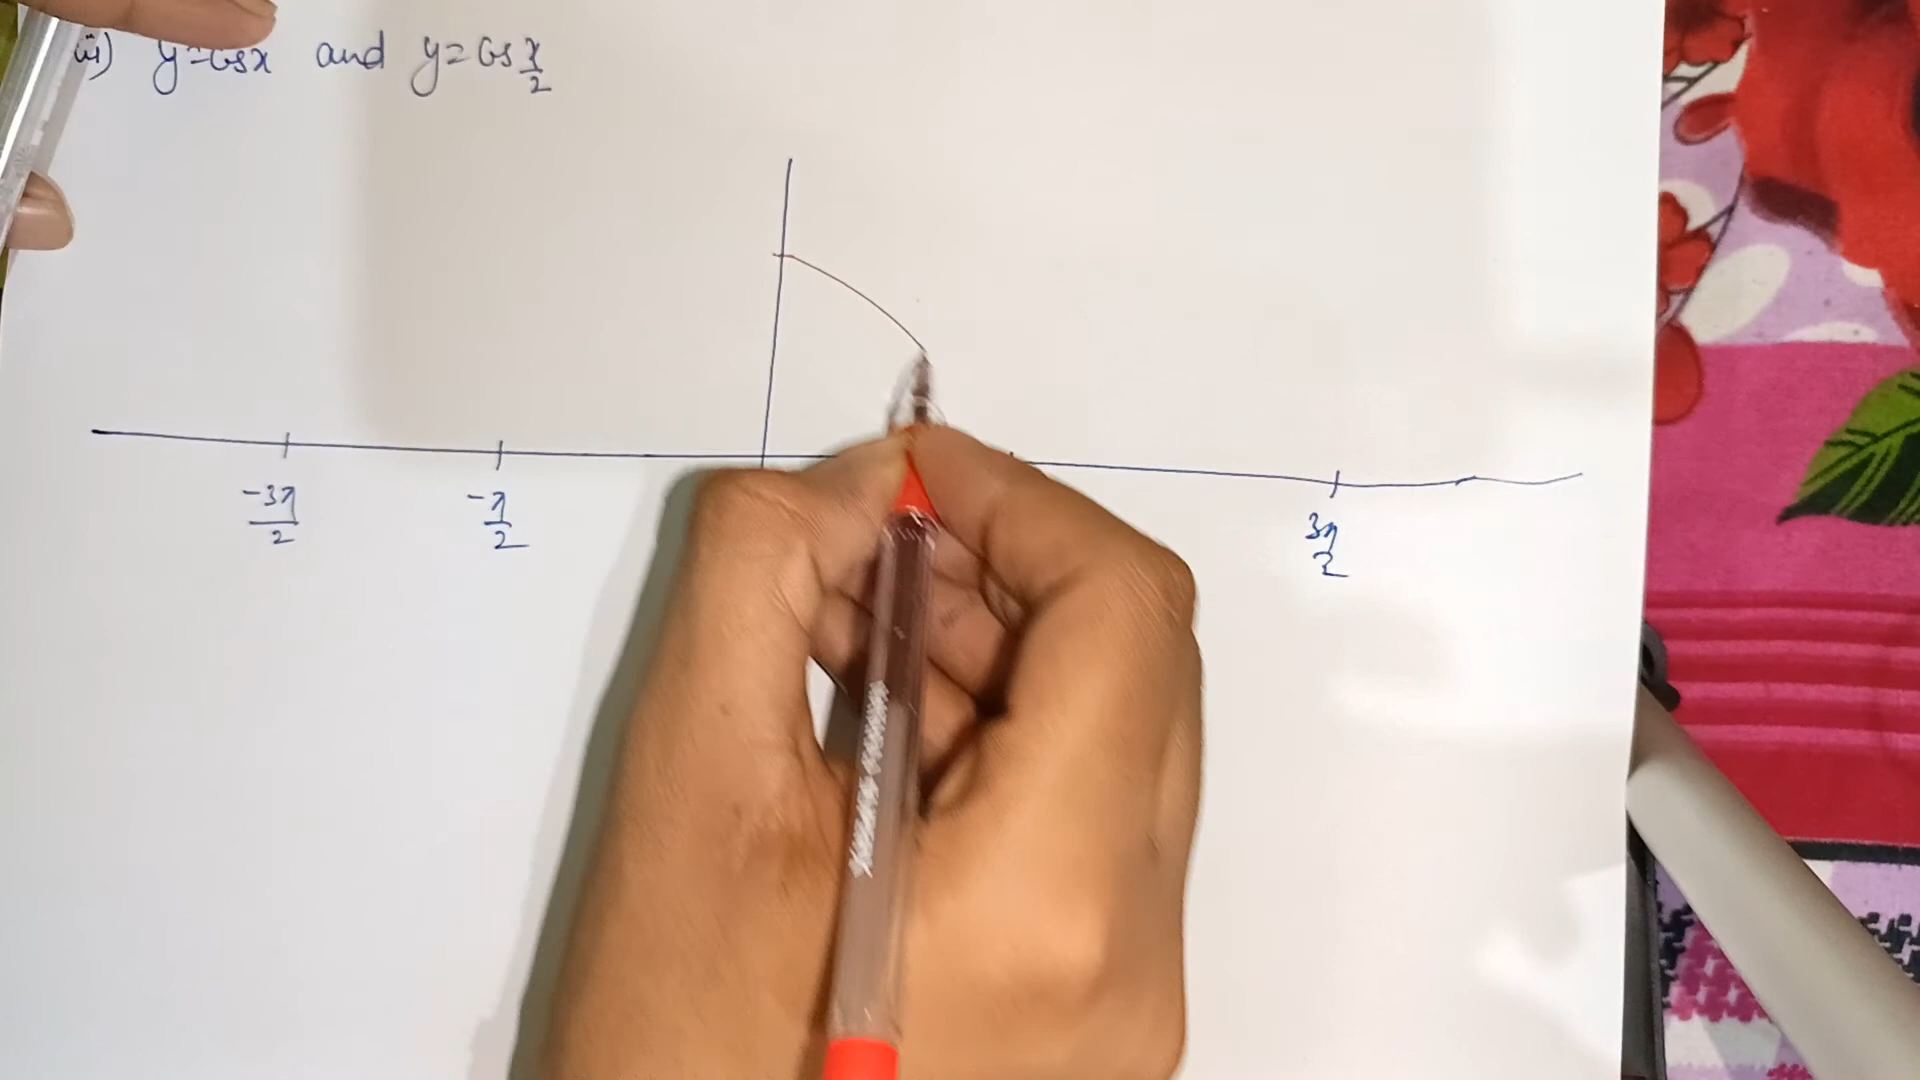 iii) y=Cosx and y=Cos x/2
-3π/2 -π/2 3π/2